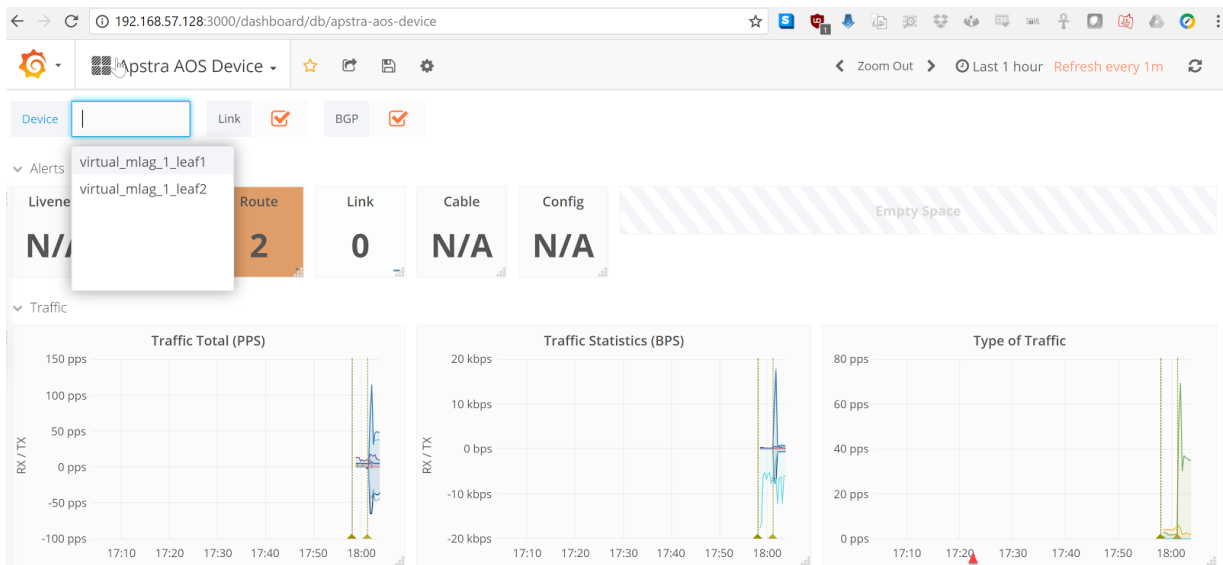 192.168.57.128:3000/dashboard/db/apstra-aos-device
Apstra AOS Device
Zoom Out
Last 1 hour Refresh every 1m
Device
Link
BGP
virtual_mlag_1_leaf1
virtual_mlag_1_leaf2
Alerts
Livene
Route
Link
Cable
Config
N/A
2
0
N/A
N/A
Empty Space
Traffic
Traffic Total (PPS)
150 pps
100 pps
50 pps
0 pps
-50 pps
-100 pps
RX / TX
17:10 17:20 17:30 17:40 17:50 18:00
Traffic Statistics (BPS)
20 kbps
10 kbps
0 bps
-10 kbps
-20 kbps
RX / TX
17:10 17:20 17:30 17:40 17:50 18:00
Type of Traffic
80 pps
60 pps
40 pps
20 pps
0 pps
17:10 17:20 17:30 17:40 17:50 18:00